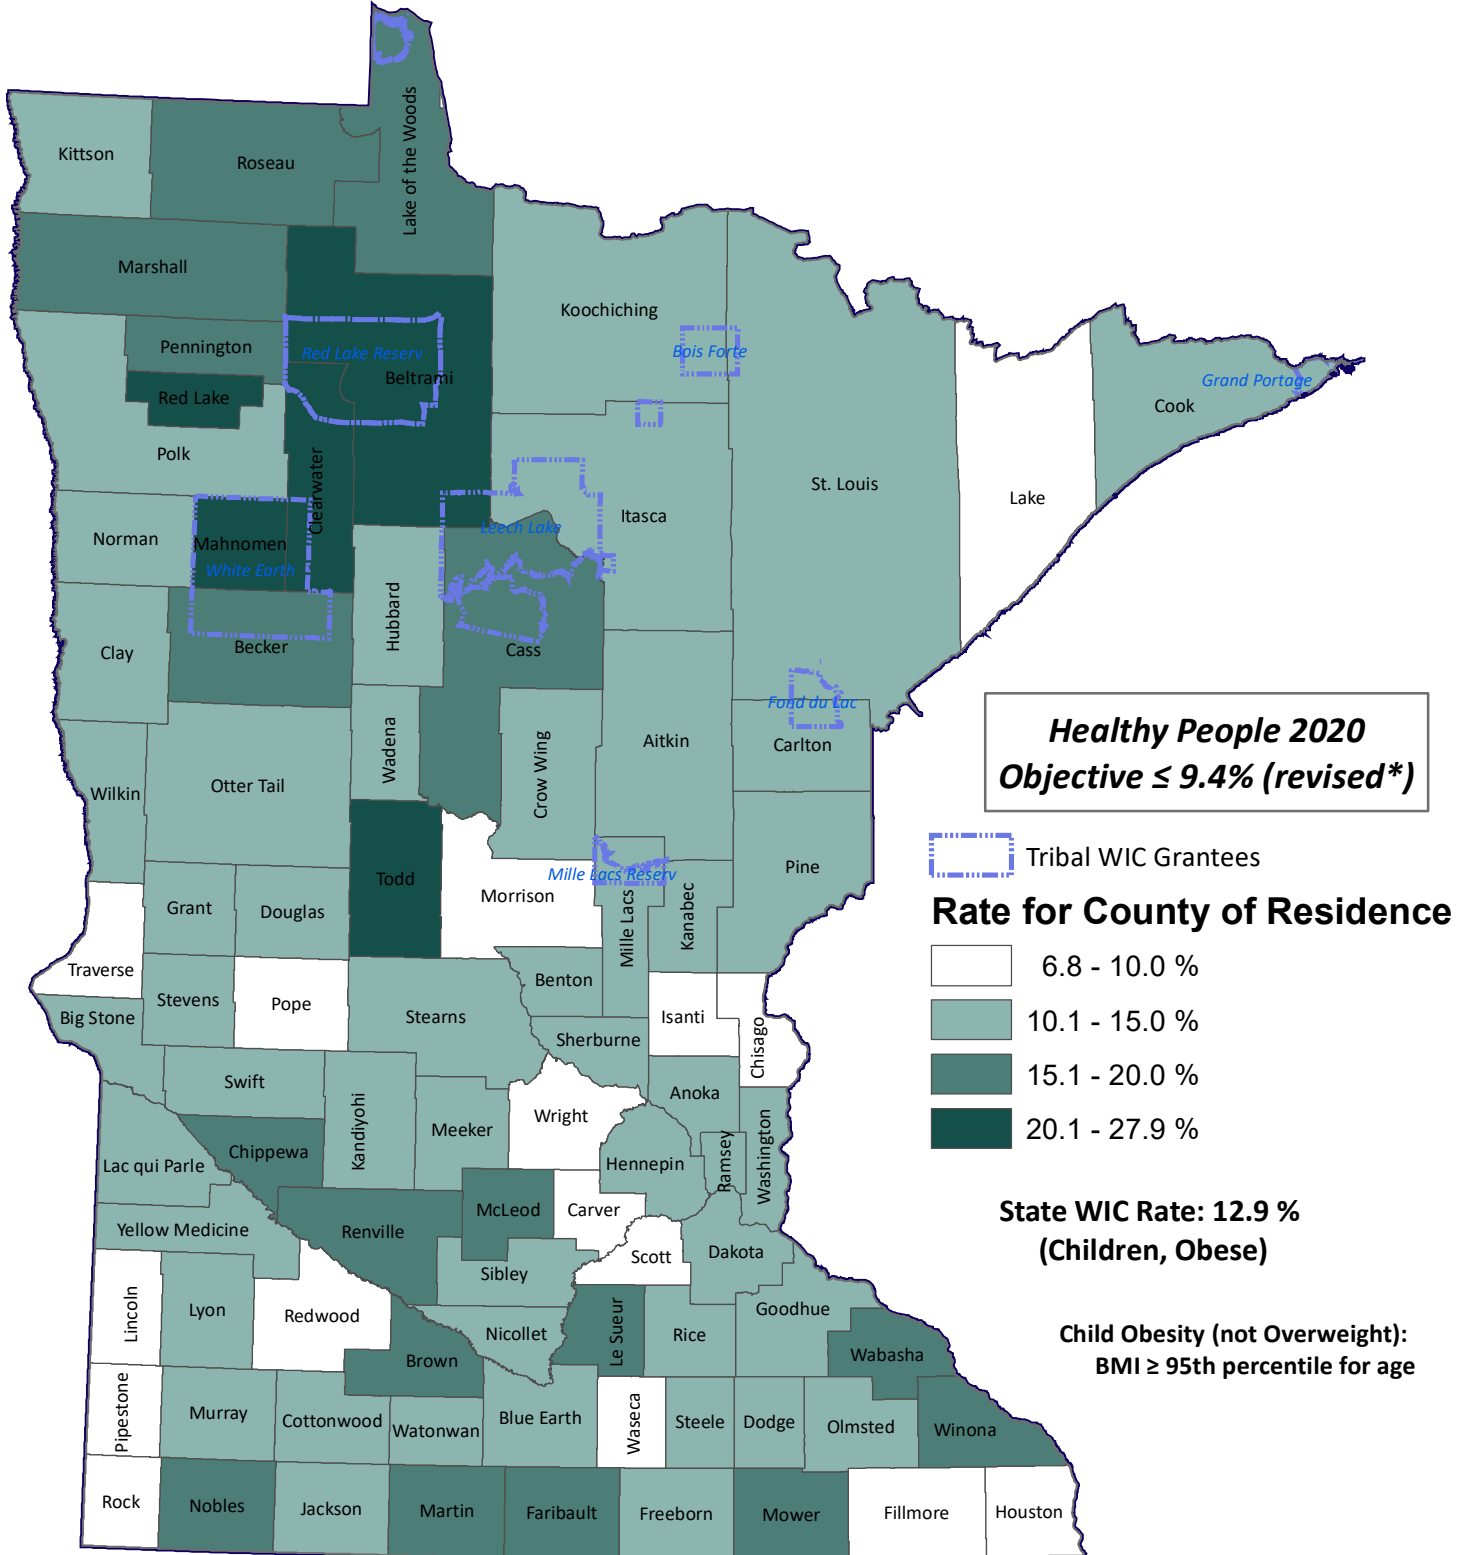 Lake of the Woods
Kittson
Roseau
Marshall
Koochiching
Pennington
Red Lake Reserv
Bois Forte
Beltrami
Grand Portage
Red Lake
Cook
Polk
St. Louis
Clearwater
Lake
Leech Lake
Itasca
Norman
Mahnomen
White Earth
Hubbard
Clay
Becker
Cass
Fond du Lac
Healthy People 2020
Objective ≤ 9.4% (revised*)
Wadena
Crow Wing
Aitkin
Carlton
Otter Tail
Wilkin
Tribal WIC Grantees
Pine
Mille Lacs Reserv
Todd
Morrison
Grant
Douglas
Mille Lacs
Kanabec
Rate for County of Residence
6.8 - 10.0 %
10.1 - 15.0 %
15.1 - 20.0 %
20.1 - 27.9 %
Traverse
Benton
Stevens
Pope
Big Stone
Stearns
Isanti
Chisago
Sherburne
Swift
Anoka
Wright
Kandiyohi
Meeker
Chippewa
Lac qui Parle
Hennepin
Ramsey
Washington
McLeod
Carver
Yellow Medicine
Renville
Scott
Dakota
State WIC Rate: 12.9 %
(Children, Obese)
Sibley
Lincoln
Lyon
Redwood
Goodhue
Nicollet
Le Sueur
Rice
Child Obesity (not Overweight):
BMI ≥ 95th percentile for age
Brown
Wabasha
Pipestone
Murray
Cottonwood
Watonwan
Blue Earth
Waseca
Steele
Dodge
Olmsted
Winona
Rock
Nobles
Jackson
Martin
Faribault
Freeborn
Mower
Fillmore
Houston